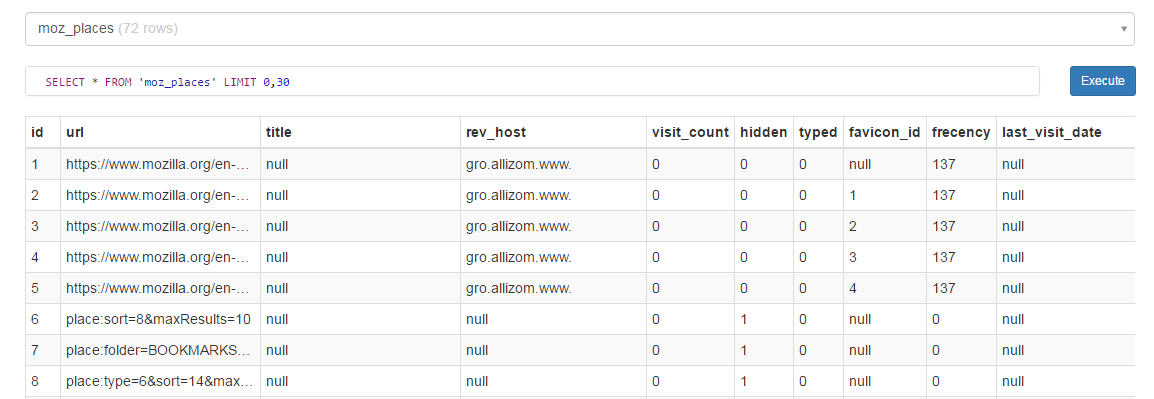 moz_places (72 rows)
SELECT * FROM 'moz_places' LIMIT 0,30
Execute
id url title rev_host visit_count hidden typed favicon_id frecency last_visit_date
1 https://www.mozilla.org/en-... null gro.allizom.www. 0 0 0 null 137 null
2 https://www.mozilla.org/en-... null gro.allizom.www. 0 0 0 1 137 null
3 https://www.mozilla.org/en-... null gro.allizom.www. 0 0 0 2 137 null
4 https://www.mozilla.org/en-... null gro.allizom.www. 0 0 0 3 137 null
5 https://www.mozilla.org/en-... null gro.allizom.www. 0 0 0 4 137 null
6 place:sort=8&maxResults=10 null null 0 1 0 null 0 null
7 place:folder=BOOKMARKS... null null 0 1 0 null 0 null
8 place:type=6&sort=14&max... null null 0 1 0 null 0 null